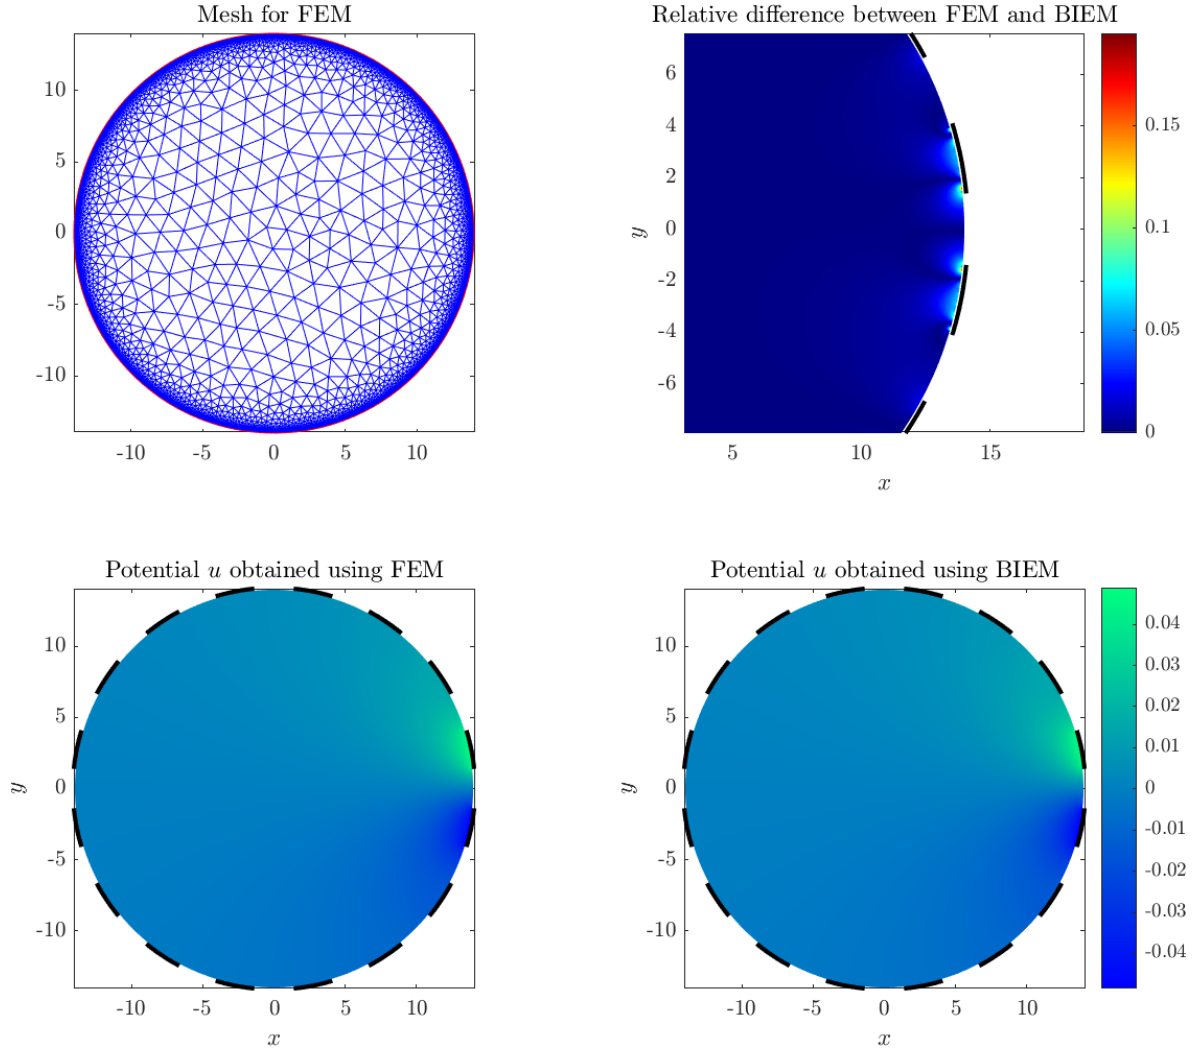 Mesh for FEM
10
5
0
-5
-10
-10 -5 0 5 10
Relative difference between FEM and BIEM
y
6
4
2
0
-2
-4
-6
5 10 15
x
0.15
0.1
0.05
0
Potential u obtained using FEM
y
10
5
0
-5
-10
-10 -5 0 5 10
x
Potential u obtained using BIEM
y
10
5
0
-5
-10
-10 -5 0 5 10
x
0.04
0.03
0.02
0.01
0
-0.01
-0.02
-0.03
-0.04